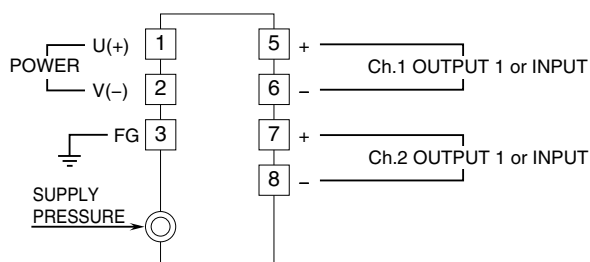 U(+) 1 5 +
POWER Ch.1 OUTPUT 1 or INPUT
V(−) 2 6 −
FG 3 7 +
Ch.2 OUTPUT 1 or INPUT
8 −
SUPPLY
PRESSURE